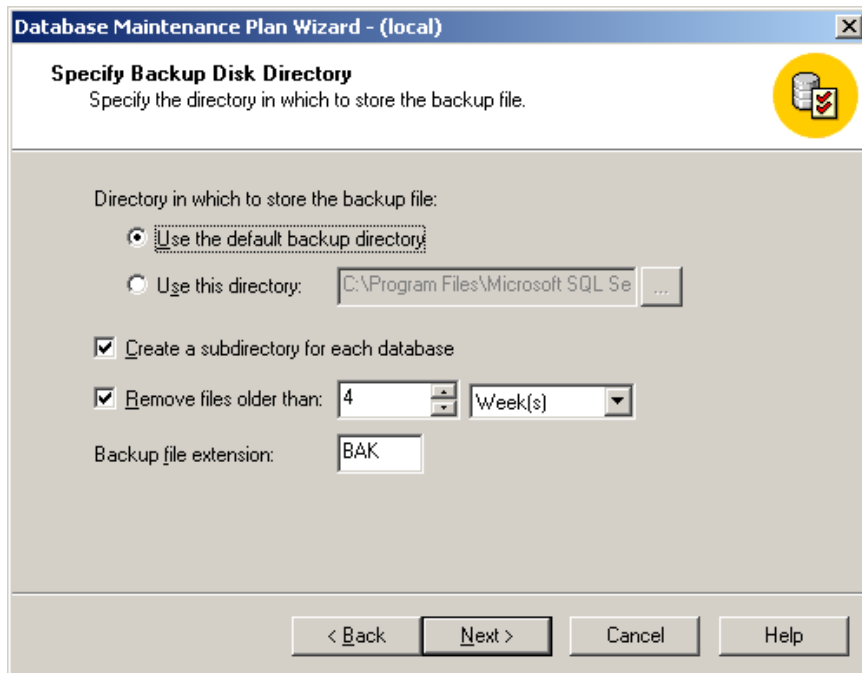 Database Maintenance Plan Wizard - (local)
Specify Backup Disk Directory
Specify the directory in which to store the backup file.
Directory in which to store the backup file:
Use the default backup directory
Use this directory: C:\Program Files\Microsoft SQL Se ...
Create a subdirectory for each database
Remove files older than: 4 Week(s)
Backup file extension: BAK
< Back Next > Cancel Help